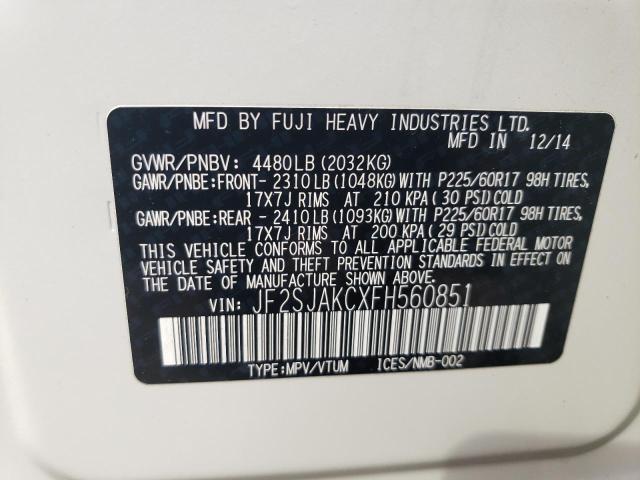 MFD BY FUJI HEAVY INDUSTRIES LTD.
MFD IN 12/14
GVWR/PNBV: 4480LB(2032KG)
GAWR/PNBE:FRONT-2310LB(1048KG)WITH P225/60R17 98H TIRES,
17X7J RIMS AT 210 KPA(30 PSI)COLD
GAWR/PNBE:REAR -2410LB(1093KG)WITH P225/60R17 98H TIRES,
17X7J RIMS AT 200 KPA(29 PSI)COLD
THIS VEHICLE CONFORMS TO ALL APPLICABLE FEDERAL MOTOR
VEHICLE SAFETY AND THEFT PREVENTION STANDARDS IN EFFECT ON
THE DATE OF MANUFACTURE SHOWN ABOVE.
VIN: JF2SJAKCXFH560851
TYPE:MPV/VTUM ICES/NMB-002